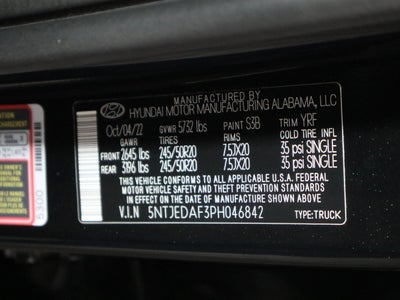 MANUFACTURED BY
HYUNDAI MOTOR MANUFACTURING ALABAMA, LLC
Oct/04/22 GVWR 5732 lbs PAINT S3B TRIM YRF
GAWR TIRES RIMS COLD TIRE INFL
FRONT 2645 lbs 245/50R20 7.5JX20 35 psi SINGLE
REAR 3196 lbs 245/50R20 7.5JX20 35 psi SINGLE
THIS VEHICLE CONFORMS TO ALL APPLICABLE U.S.A. FEDERAL
MOTOR VEHICLE SAFETY AND THEFT PREVENTION STANDARDS
IN EFFECT ON THE DATE OF MANUFACTURE SHOWN ABOVE
V.I.N 5NTJEDAF3PH046842 TYPE:TRUCK
5300